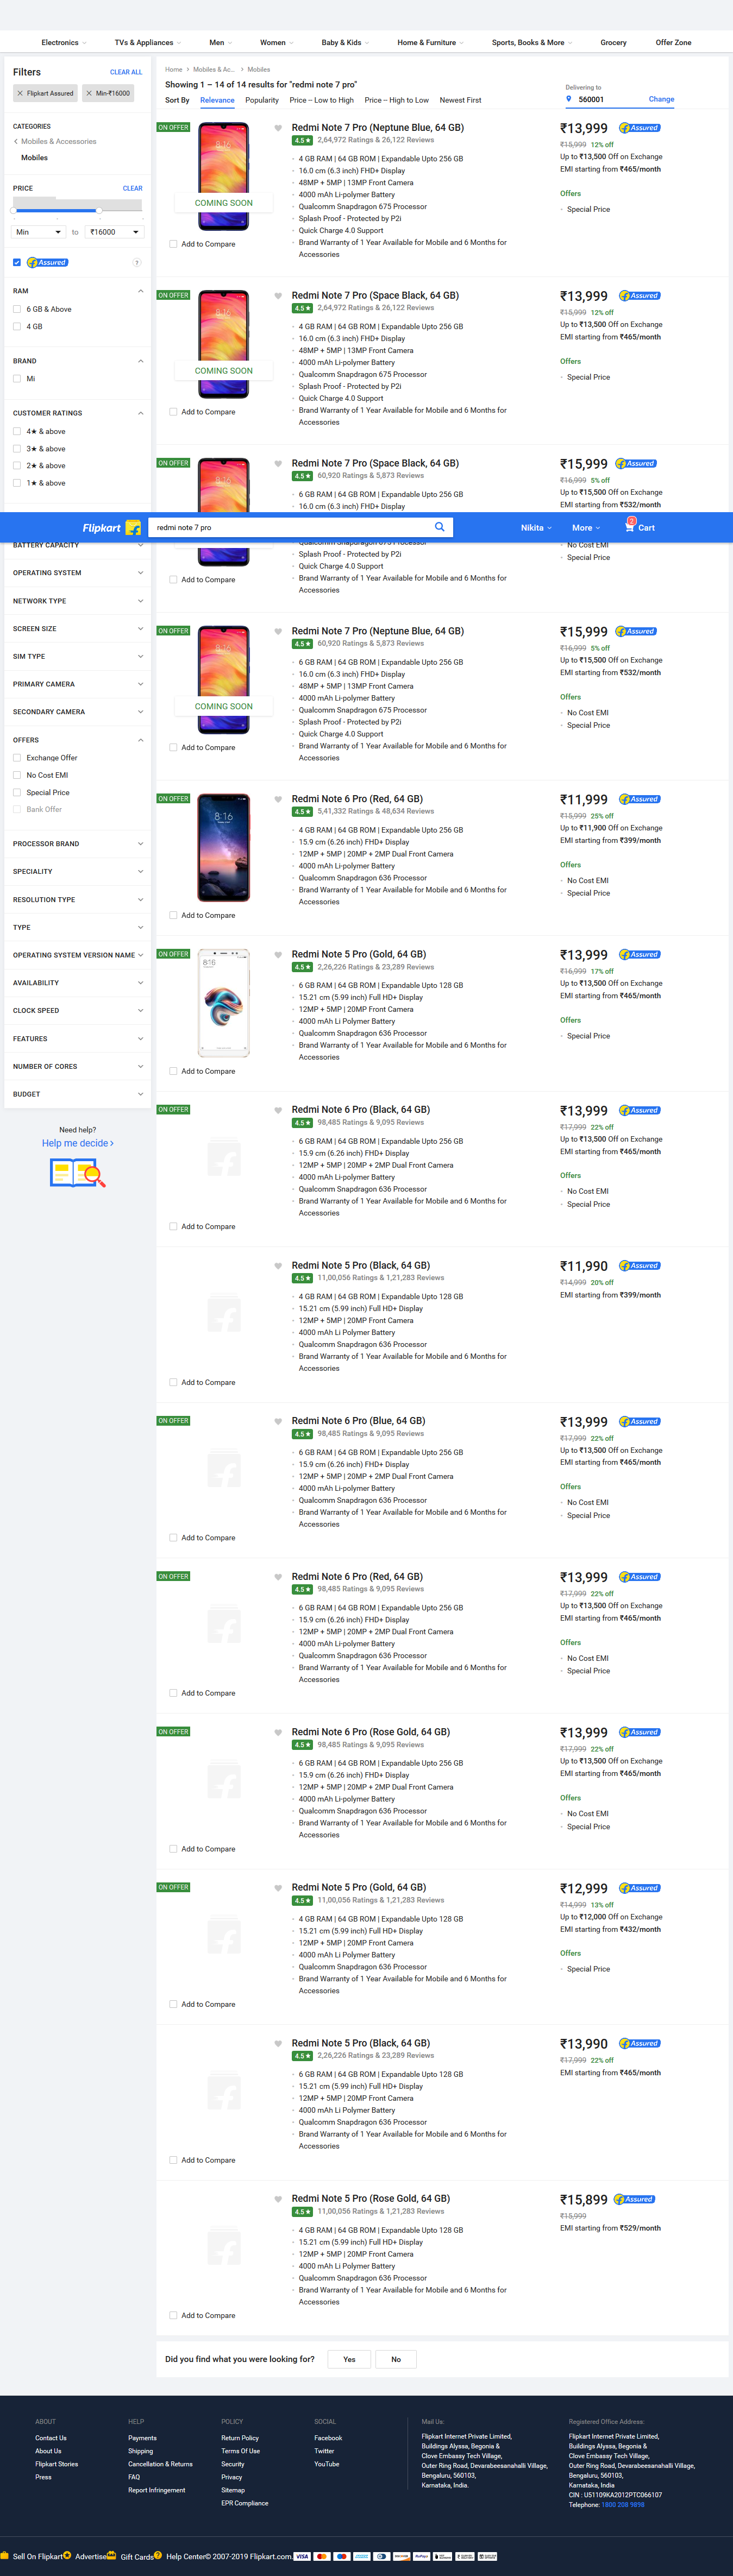 Electronics
TVs & Appliances
Men
Women
Baby & Kids
Home & Furniture
Sports, Books & More
Grocery
Offer Zone
Filters
CLEAR ALL
Flipkart Assured
Min-₹16000
CATEGORIES
Mobiles & Accessories
Mobiles
PRICE
CLEAR
Min
to
₹16000
Assured
?
RAM
6 GB & Above
4 GB
BRAND
Mi
CUSTOMER RATINGS
4★ & above
3★ & above
2★ & above
1★ & above
Flipkart
redmi note 7 pro
Nikita
More
2
Cart
BATTERY CAPACITY
OPERATING SYSTEM
NETWORK TYPE
SCREEN SIZE
SIM TYPE
PRIMARY CAMERA
SECONDARY CAMERA
OFFERS
Exchange Offer
No Cost EMI
Special Price
Bank Offer
PROCESSOR BRAND
SPECIALITY
RESOLUTION TYPE
TYPE
OPERATING SYSTEM VERSION NAME
AVAILABILITY
CLOCK SPEED
FEATURES
NUMBER OF CORES
BUDGET
Need help?
Help me decide
Home
Mobiles & Ac...
Mobiles
Showing 1 – 14 of 14 results for "redmi note 7 pro"
Sort By
Relevance
Popularity
Price -- Low to High
Price -- High to Low
Newest First
Delivering to
560001
Change
ON OFFER
COMING SOON
Add to Compare
Redmi Note 7 Pro (Neptune Blue, 64 GB)
4.5★ 2,64,972 Ratings & 26,122 Reviews
4 GB RAM | 64 GB ROM | Expandable Upto 256 GB
16.0 cm (6.3 inch) FHD+ Display
48MP + 5MP | 13MP Front Camera
4000 mAh Li-polymer Battery
Qualcomm Snapdragon 675 Processor
Splash Proof - Protected by P2i
Quick Charge 4.0 Support
Brand Warranty of 1 Year Available for Mobile and 6 Months for
Accessories
₹13,999
Assured
₹15,999 12% off
Up to ₹13,500 Off on Exchange
EMI starting from ₹465/month
Offers
Special Price
ON OFFER
COMING SOON
Add to Compare
Redmi Note 7 Pro (Space Black, 64 GB)
4.5★ 2,64,972 Ratings & 26,122 Reviews
4 GB RAM | 64 GB ROM | Expandable Upto 256 GB
16.0 cm (6.3 inch) FHD+ Display
48MP + 5MP | 13MP Front Camera
4000 mAh Li-polymer Battery
Qualcomm Snapdragon 675 Processor
Splash Proof - Protected by P2i
Quick Charge 4.0 Support
Brand Warranty of 1 Year Available for Mobile and 6 Months for
Accessories
₹13,999
Assured
₹15,999 12% off
Up to ₹13,500 Off on Exchange
EMI starting from ₹465/month
Offers
Special Price
ON OFFER
Add to Compare
Redmi Note 7 Pro (Space Black, 64 GB)
4.5★ 60,920 Ratings & 5,873 Reviews
6 GB RAM | 64 GB ROM | Expandable Upto 256 GB
16.0 cm (6.3 inch) FHD+ Display
Qualcomm Snapdragon 675 Processor
Splash Proof - Protected by P2i
Quick Charge 4.0 Support
Brand Warranty of 1 Year Available for Mobile and 6 Months for
Accessories
₹15,999
Assured
₹16,999 5% off
Up to ₹15,500 Off on Exchange
EMI starting from ₹532/month
No Cost EMI
Special Price
ON OFFER
COMING SOON
Add to Compare
Redmi Note 7 Pro (Neptune Blue, 64 GB)
4.5★ 60,920 Ratings & 5,873 Reviews
6 GB RAM | 64 GB ROM | Expandable Upto 256 GB
16.0 cm (6.3 inch) FHD+ Display
48MP + 5MP | 13MP Front Camera
4000 mAh Li-polymer Battery
Qualcomm Snapdragon 675 Processor
Splash Proof - Protected by P2i
Quick Charge 4.0 Support
Brand Warranty of 1 Year Available for Mobile and 6 Months for
Accessories
₹15,999
Assured
₹16,999 5% off
Up to ₹15,500 Off on Exchange
EMI starting from ₹532/month
Offers
No Cost EMI
Special Price
ON OFFER
8:16
Add to Compare
Redmi Note 6 Pro (Red, 64 GB)
4.5★ 5,41,332 Ratings & 48,634 Reviews
4 GB RAM | 64 GB ROM | Expandable Upto 256 GB
15.9 cm (6.26 inch) FHD+ Display
12MP + 5MP | 20MP + 2MP Dual Front Camera
4000 mAh Li-polymer Battery
Qualcomm Snapdragon 636 Processor
Brand Warranty of 1 Year Available for Mobile and 6 Months for
Accessories
₹11,999
Assured
₹15,999 25% off
Up to ₹11,900 Off on Exchange
EMI starting from ₹399/month
Offers
No Cost EMI
Special Price
ON OFFER
8:16
Add to Compare
Redmi Note 5 Pro (Gold, 64 GB)
4.5★ 2,26,226 Ratings & 23,289 Reviews
6 GB RAM | 64 GB ROM | Expandable Upto 128 GB
15.21 cm (5.99 inch) Full HD+ Display
12MP + 5MP | 20MP Front Camera
4000 mAh Li Polymer Battery
Qualcomm Snapdragon 636 Processor
Brand Warranty of 1 Year Available for Mobile and 6 Months for
Accessories
₹13,999
Assured
₹16,999 17% off
Up to ₹13,500 Off on Exchange
EMI starting from ₹465/month
Offers
Special Price
ON OFFER
Add to Compare
Redmi Note 6 Pro (Black, 64 GB)
4.5★ 98,485 Ratings & 9,095 Reviews
6 GB RAM | 64 GB ROM | Expandable Upto 256 GB
15.9 cm (6.26 inch) FHD+ Display
12MP + 5MP | 20MP + 2MP Dual Front Camera
4000 mAh Li-polymer Battery
Qualcomm Snapdragon 636 Processor
Brand Warranty of 1 Year Available for Mobile and 6 Months for
Accessories
₹13,999
Assured
₹17,999 22% off
Up to ₹13,500 Off on Exchange
EMI starting from ₹465/month
Offers
No Cost EMI
Special Price
Add to Compare
Redmi Note 5 Pro (Black, 64 GB)
4.5★ 11,00,056 Ratings & 1,21,283 Reviews
4 GB RAM | 64 GB ROM | Expandable Upto 128 GB
15.21 cm (5.99 inch) Full HD+ Display
12MP + 5MP | 20MP Front Camera
4000 mAh Li Polymer Battery
Qualcomm Snapdragon 636 Processor
Brand Warranty of 1 Year Available for Mobile and 6 Months for
Accessories
₹11,990
Assured
₹14,999 20% off
EMI starting from ₹399/month
ON OFFER
Add to Compare
Redmi Note 6 Pro (Blue, 64 GB)
4.5★ 98,485 Ratings & 9,095 Reviews
6 GB RAM | 64 GB ROM | Expandable Upto 256 GB
15.9 cm (6.26 inch) FHD+ Display
12MP + 5MP | 20MP + 2MP Dual Front Camera
4000 mAh Li-polymer Battery
Qualcomm Snapdragon 636 Processor
Brand Warranty of 1 Year Available for Mobile and 6 Months for
Accessories
₹13,999
Assured
₹17,999 22% off
Up to ₹13,500 Off on Exchange
EMI starting from ₹465/month
Offers
No Cost EMI
Special Price
ON OFFER
Add to Compare
Redmi Note 6 Pro (Red, 64 GB)
4.5★ 98,485 Ratings & 9,095 Reviews
6 GB RAM | 64 GB ROM | Expandable Upto 256 GB
15.9 cm (6.26 inch) FHD+ Display
12MP + 5MP | 20MP + 2MP Dual Front Camera
4000 mAh Li-polymer Battery
Qualcomm Snapdragon 636 Processor
Brand Warranty of 1 Year Available for Mobile and 6 Months for
Accessories
₹13,999
Assured
₹17,999 22% off
Up to ₹13,500 Off on Exchange
EMI starting from ₹465/month
Offers
No Cost EMI
Special Price
ON OFFER
Add to Compare
Redmi Note 6 Pro (Rose Gold, 64 GB)
4.5★ 98,485 Ratings & 9,095 Reviews
6 GB RAM | 64 GB ROM | Expandable Upto 256 GB
15.9 cm (6.26 inch) FHD+ Display
12MP + 5MP | 20MP + 2MP Dual Front Camera
4000 mAh Li-polymer Battery
Qualcomm Snapdragon 636 Processor
Brand Warranty of 1 Year Available for Mobile and 6 Months for
Accessories
₹13,999
Assured
₹17,999 22% off
Up to ₹13,500 Off on Exchange
EMI starting from ₹465/month
Offers
No Cost EMI
Special Price
ON OFFER
Add to Compare
Redmi Note 5 Pro (Gold, 64 GB)
4.5★ 11,00,056 Ratings & 1,21,283 Reviews
4 GB RAM | 64 GB ROM | Expandable Upto 128 GB
15.21 cm (5.99 inch) Full HD+ Display
12MP + 5MP | 20MP Front Camera
4000 mAh Li Polymer Battery
Qualcomm Snapdragon 636 Processor
Brand Warranty of 1 Year Available for Mobile and 6 Months for
Accessories
₹12,999
Assured
₹14,999 13% off
Up to ₹12,000 Off on Exchange
EMI starting from ₹432/month
Offers
Special Price
Add to Compare
Redmi Note 5 Pro (Black, 64 GB)
4.5★ 2,26,226 Ratings & 23,289 Reviews
6 GB RAM | 64 GB ROM | Expandable Upto 128 GB
15.21 cm (5.99 inch) Full HD+ Display
12MP + 5MP | 20MP Front Camera
4000 mAh Li Polymer Battery
Qualcomm Snapdragon 636 Processor
Brand Warranty of 1 Year Available for Mobile and 6 Months for
Accessories
₹13,990
Assured
₹17,999 22% off
EMI starting from ₹465/month
Add to Compare
Redmi Note 5 Pro (Rose Gold, 64 GB)
4.5★ 11,00,056 Ratings & 1,21,283 Reviews
4 GB RAM | 64 GB ROM | Expandable Upto 128 GB
15.21 cm (5.99 inch) Full HD+ Display
12MP + 5MP | 20MP Front Camera
4000 mAh Li Polymer Battery
Qualcomm Snapdragon 636 Processor
Brand Warranty of 1 Year Available for Mobile and 6 Months for
Accessories
₹15,899
Assured
₹15,999
EMI starting from ₹529/month
Did you find what you were looking for?
Yes
No
ABOUT
Contact Us
About Us
Flipkart Stories
Press
HELP
Payments
Shipping
Cancellation & Returns
FAQ
Report Infringement
POLICY
Return Policy
Terms Of Use
Security
Privacy
Sitemap
EPR Compliance
SOCIAL
Facebook
Twitter
YouTube
Mail Us:
Flipkart Internet Private Limited,
Buildings Alyssa, Begonia &
Clove Embassy Tech Village,
Outer Ring Road, Devarabeesanahalli Village,
Bengaluru, 560103,
Karnataka, India.
Registered Office Address:
Flipkart Internet Private Limited,
Buildings Alyssa, Begonia &
Clove Embassy Tech Village,
Outer Ring Road, Devarabeesanahalli Village,
Bengaluru, 560103,
Karnataka, India
CIN : U51109KA2012PTC066107
Telephone: 1800 208 9898
Sell On Flipkart
Advertise
Gift Cards
Help Center
© 2007-2019 Flipkart.com.
VISA